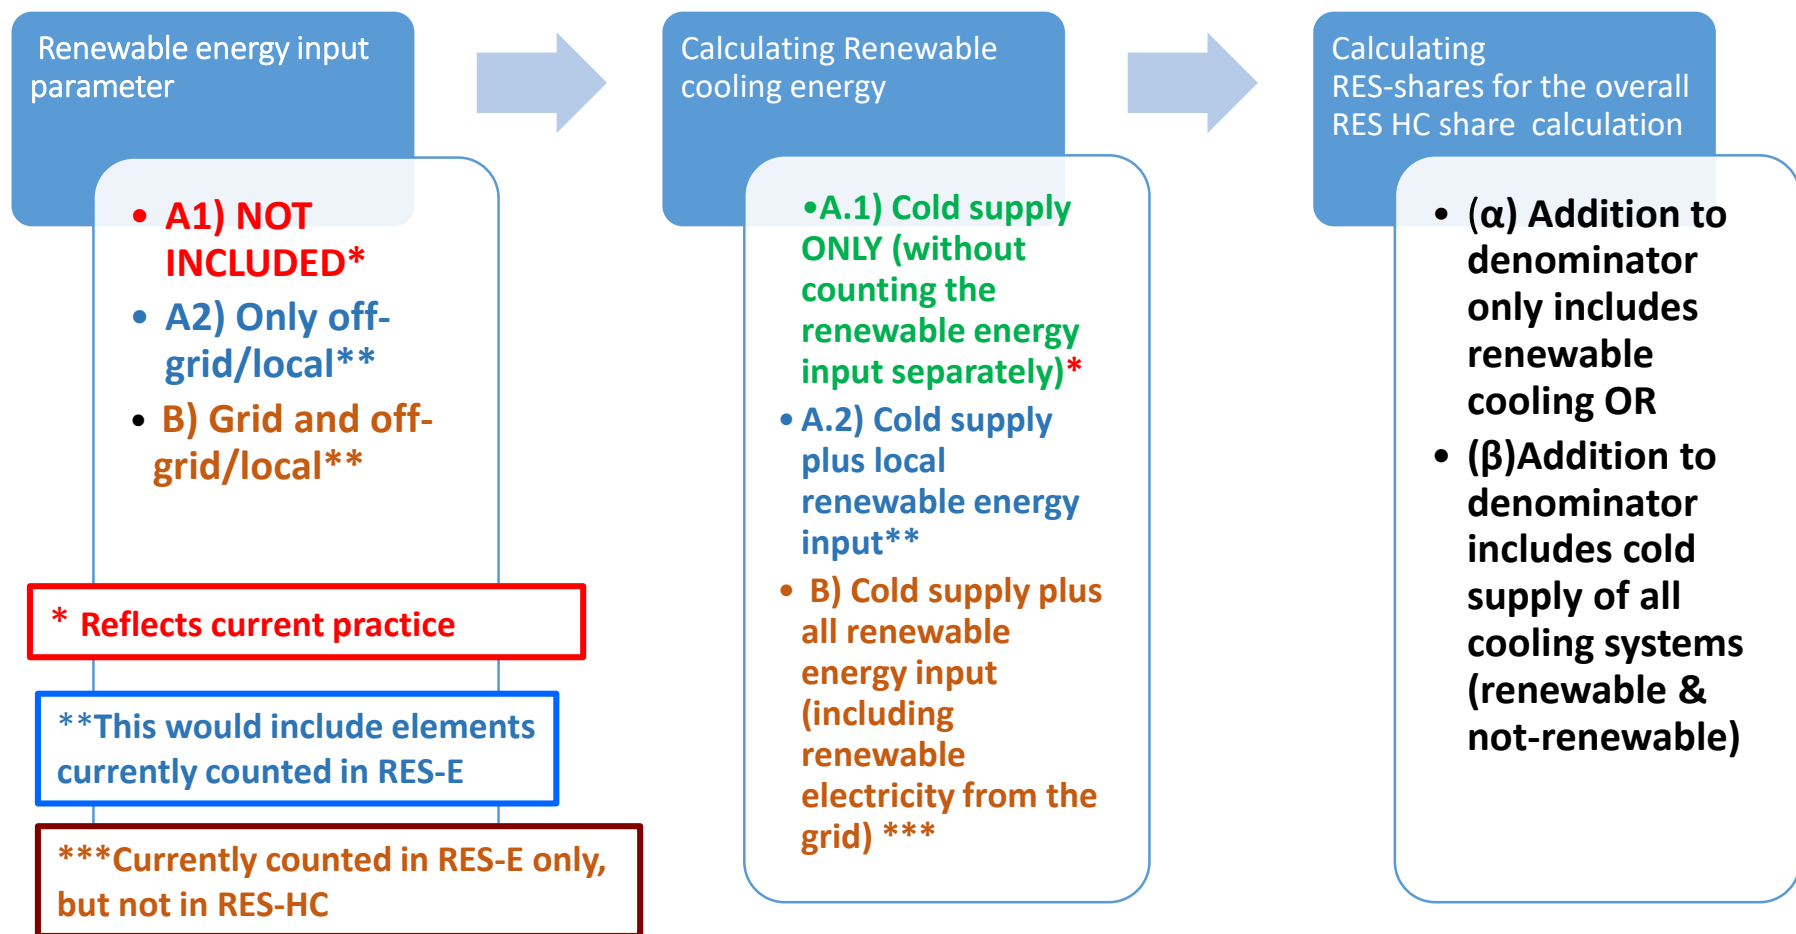 Renewable energy input
parameter
• A1) NOT
INCLUDED*
• A2) Only off-
grid/local**
• B) Grid and off-
grid/local**
* Reflects current practice
**This would include elements
currently counted in RES-E
***Currently counted in RES-E only,
but not in RES-HC
Calculating Renewable
cooling energy
•A.1) Cold supply
ONLY (without
counting the
renewable energy
input separately)*
• A.2) Cold supply
plus local
renewable energy
input**
• B) Cold supply plus
all renewable
energy input
(including
renewable
electricity from the
grid) ***
Calculating
RES-shares for the overall
RES HC share calculation
• (α) Addition to
denominator
only includes
renewable
cooling OR
• (β)Addition to
denominator
includes cold
supply of all
cooling systems
(renewable &
not-renewable)